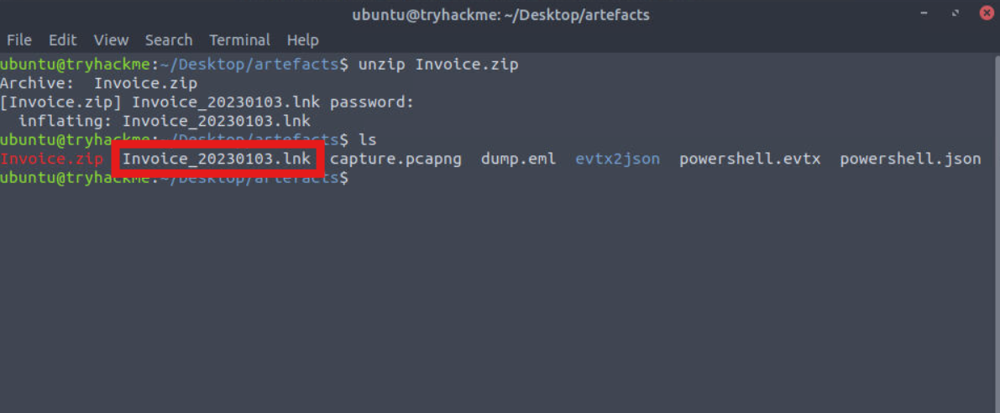 ubuntu@tryhackme: ~/Desktop/artefacts
File Edit View Search Terminal Help
ubuntu@tryhackme:~/Desktop/artefacts$ unzip Invoice.zip
Archive:  Invoice.zip
[Invoice.zip] Invoice_20230103.lnk password:
  inflating: Invoice_20230103.lnk
ubuntu@tryhackme:~/Desktop/artefacts$ ls
Invoice.zip  Invoice_20230103.lnk  capture.pcapng  dump.eml  evtx2json  powershell.evtx  powershell.json
ubuntu@tryhackme:~/Desktop/artefacts$